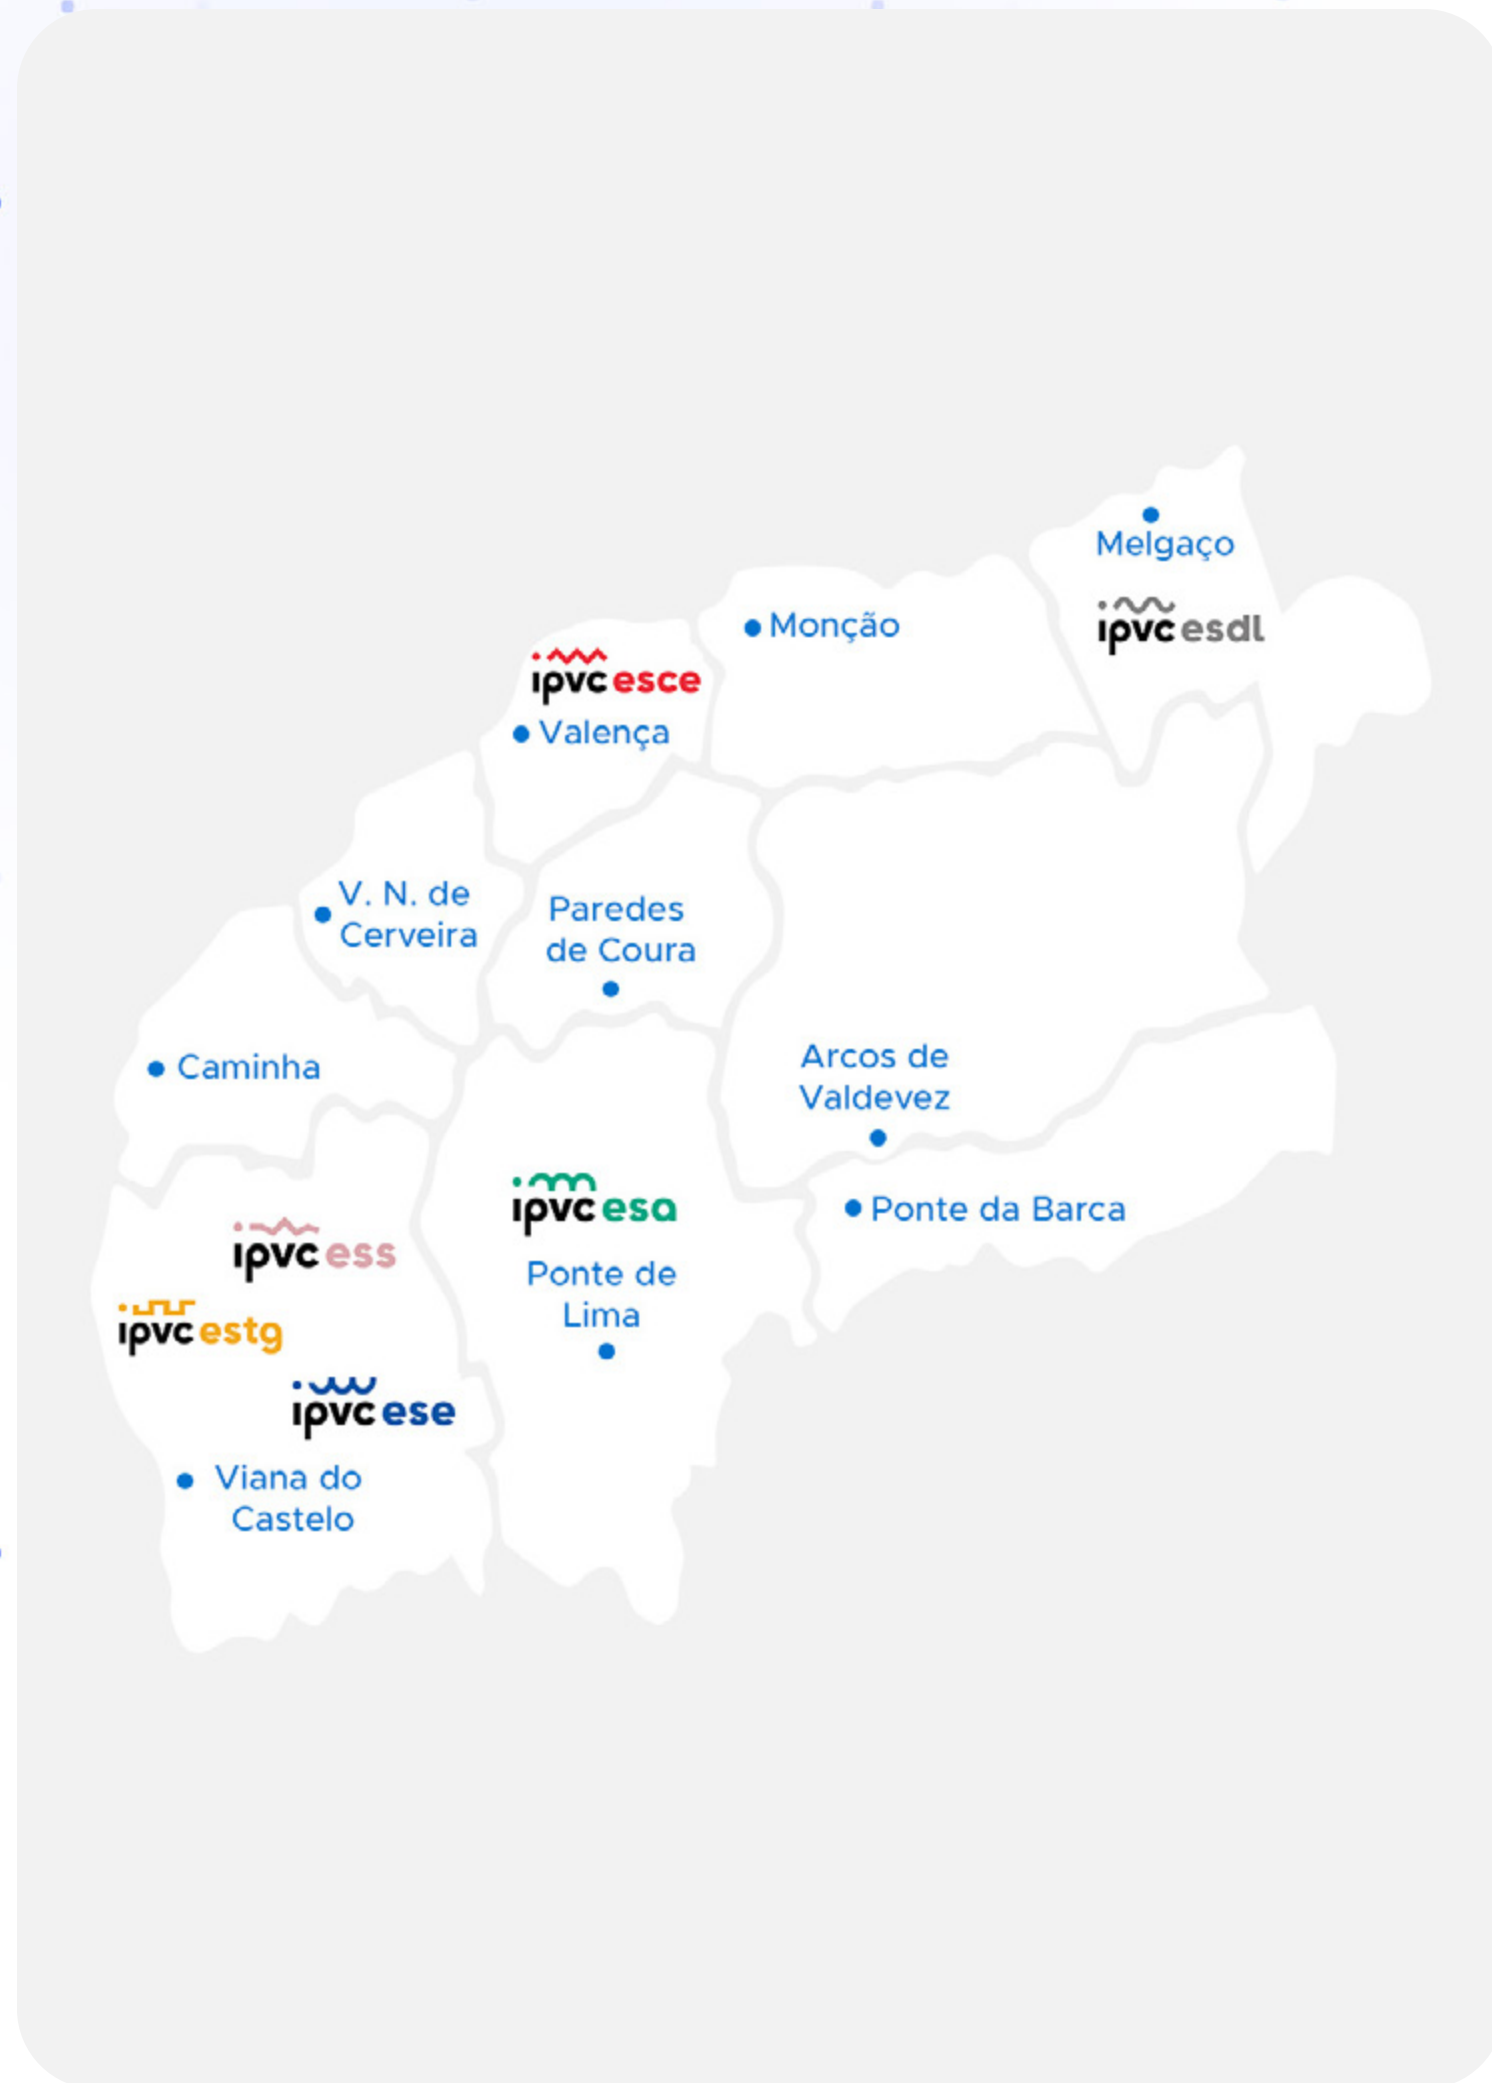 Melgaço
ipvc esdl
Monção
ipvc esce
Valença
V. N. de
Cerveira
Paredes
de Coura
Caminha
Arcos de
Valdevez
ipvc esa
Ponte da Barca
ipvc ess
Ponte de
Lima
ipvc estg
ipvc ese
Viana do
Castelo